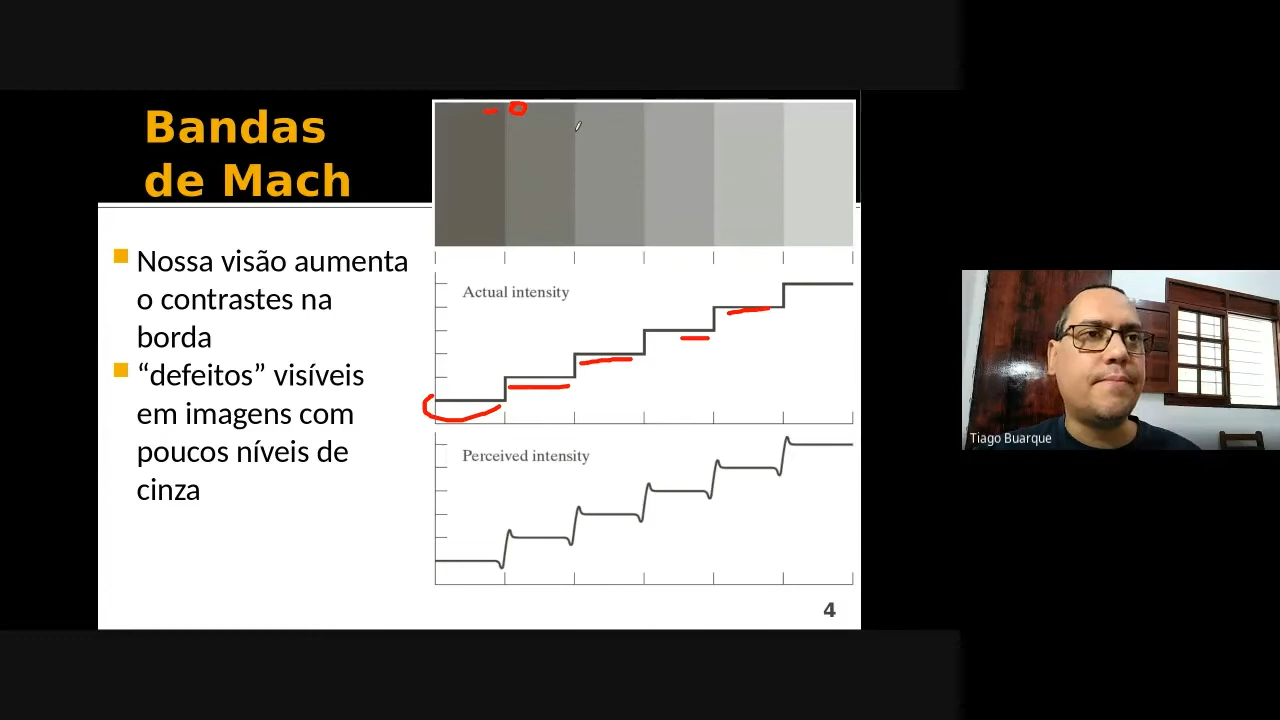 Bandas
de Mach
Nossa visão aumenta
o contrastes na
borda
“defeitos” visíveis
em imagens com
poucos níveis de
cinza
Actual intensity
Perceived intensity
4
Tiago Buarque